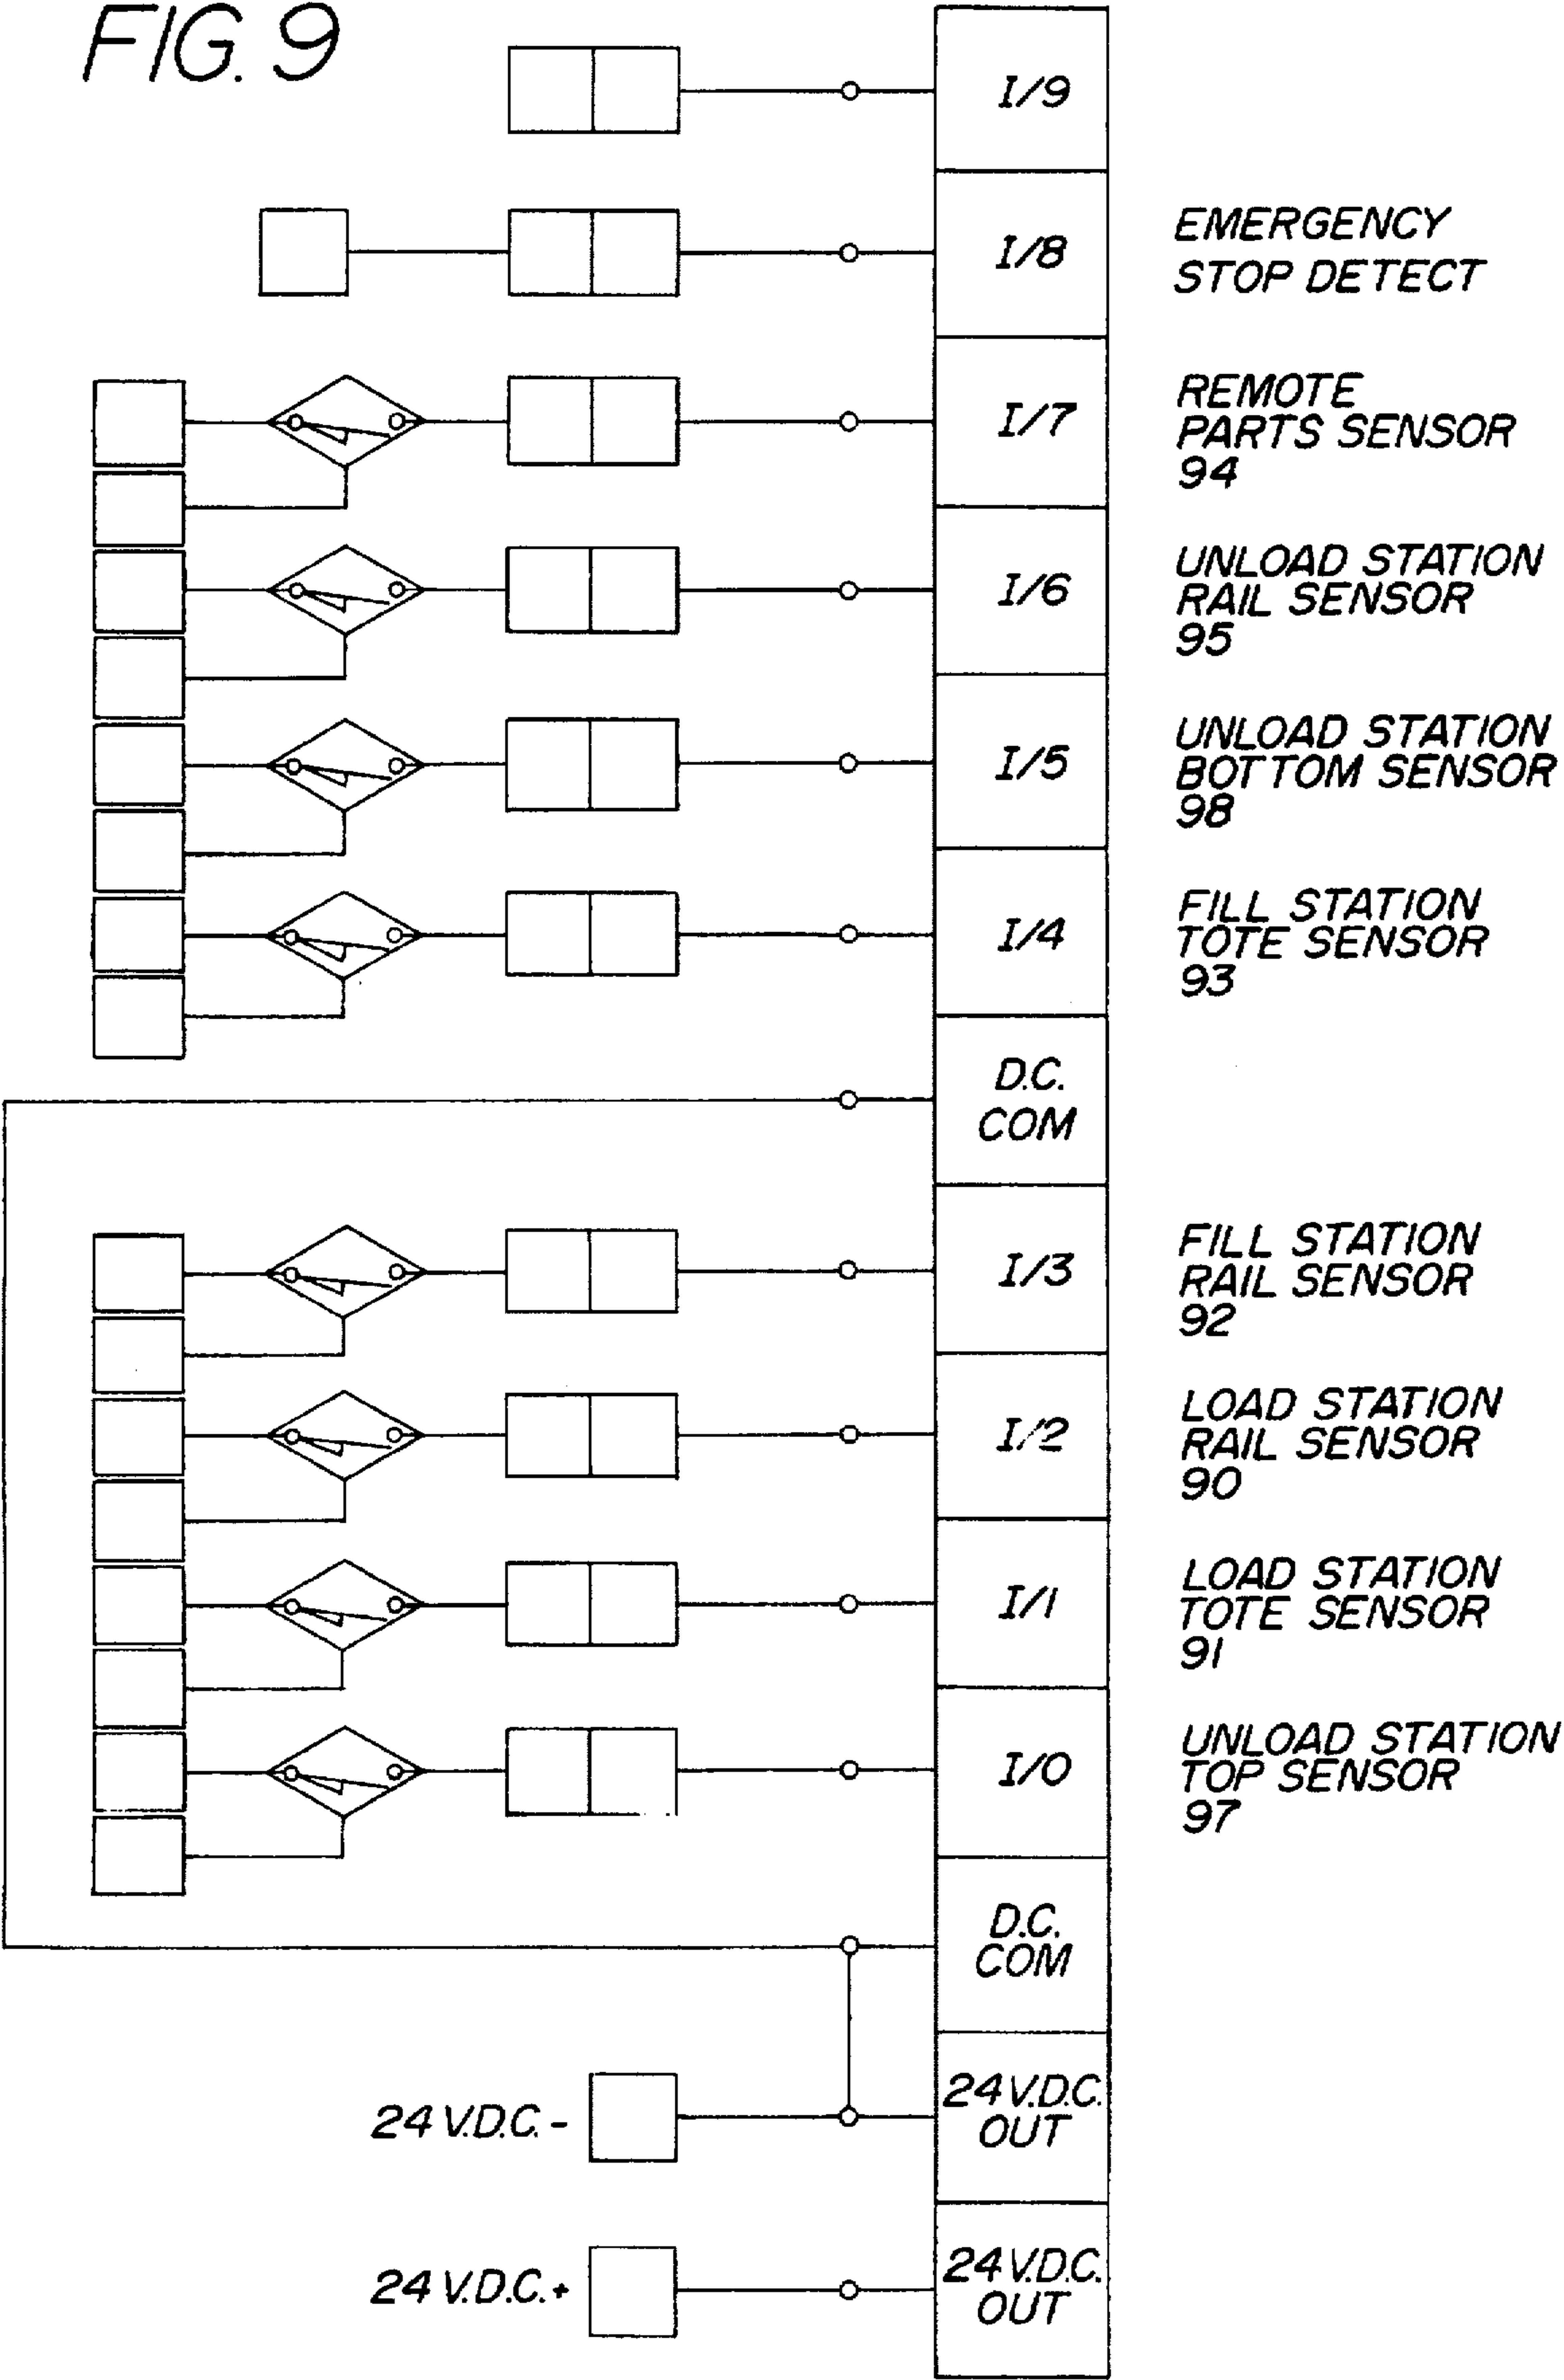 FIG. 9
I/9
I/8
EMERGENCY
STOP DETECT
I/7
REMOTE
PARTS SENSOR
94
I/6
UNLOAD STATION
RAIL SENSOR
95
I/5
UNLOAD STATION
BOTTOM SENSOR
98
I/4
FILL STATION
TOTE SENSOR
93
D.C.
COM
I/3
FILL STATION
RAIL SENSOR
92
I/2
LOAD STATION
RAIL SENSOR
90
I/1
LOAD STATION
TOTE SENSOR
91
I/0
UNLOAD STATION
TOP SENSOR
97
D.C.
COM
24 V.D.C. -
24 V.D.C.
OUT
24 V.D.C. +
24 V.D.C.
OUT